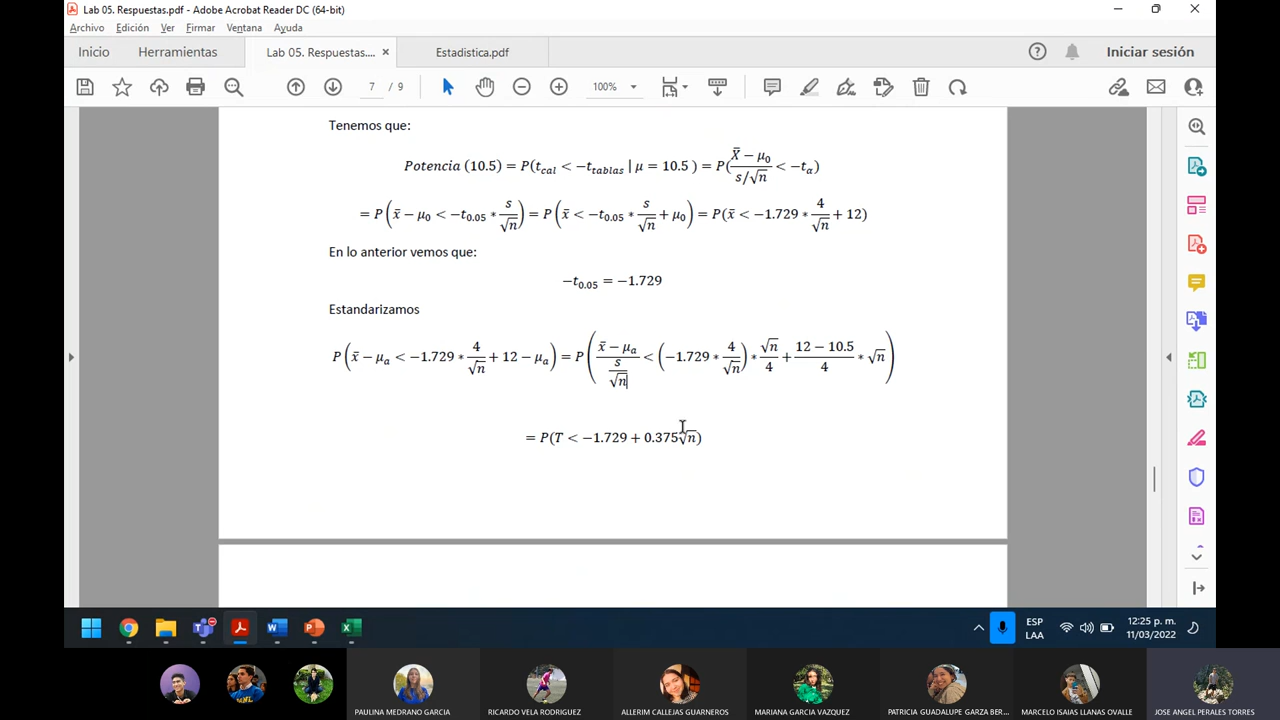 Lab 05. Respuestas.pdf - Adobe Acrobat Reader DC (64-bit)
Archivo Edición Ver Firmar Ventana Ayuda
Inicio Herramientas Lab 05. Respuestas.... × Estadistica.pdf Iniciar sesión
7 / 9 100%
Tenemos que:
Potencia (10.5) = P(t_cal < −t_tablas | μ = 10.5 ) = P((X̄ − μ₀)/(s/√n) < −t_α)
= P(x̄ − μ₀ < −t_0.05 * s/√n) = P(x̄ < −t_0.05 * s/√n + μ₀) = P(x̄ < −1.729 * 4/√n + 12)
En lo anterior vemos que:
−t_0.05 = −1.729
Estandarizamos
P(x̄ − μ_a < −1.729 * 4/√n + 12 − μ_a) = P((x̄ − μ_a)/(s/√n) < (−1.729 * 4/√n) * √n/4 + (12 − 10.5)/4 * √n)
= P(T < −1.729 + 0.375√n)
ESP
LAA
12:25 p. m.
11/03/2022
PAULINA MEDRANO GARCIA
RICARDO VELA RODRIGUEZ
ALLERIM CALLEJAS GUARNEROS
MARIANA GARCIA VAZQUEZ
PATRICIA GUADALUPE GARZA BER...
MARCELO ISAIAS LLANAS OVALLE
JOSE ANGEL PERALES TORRES